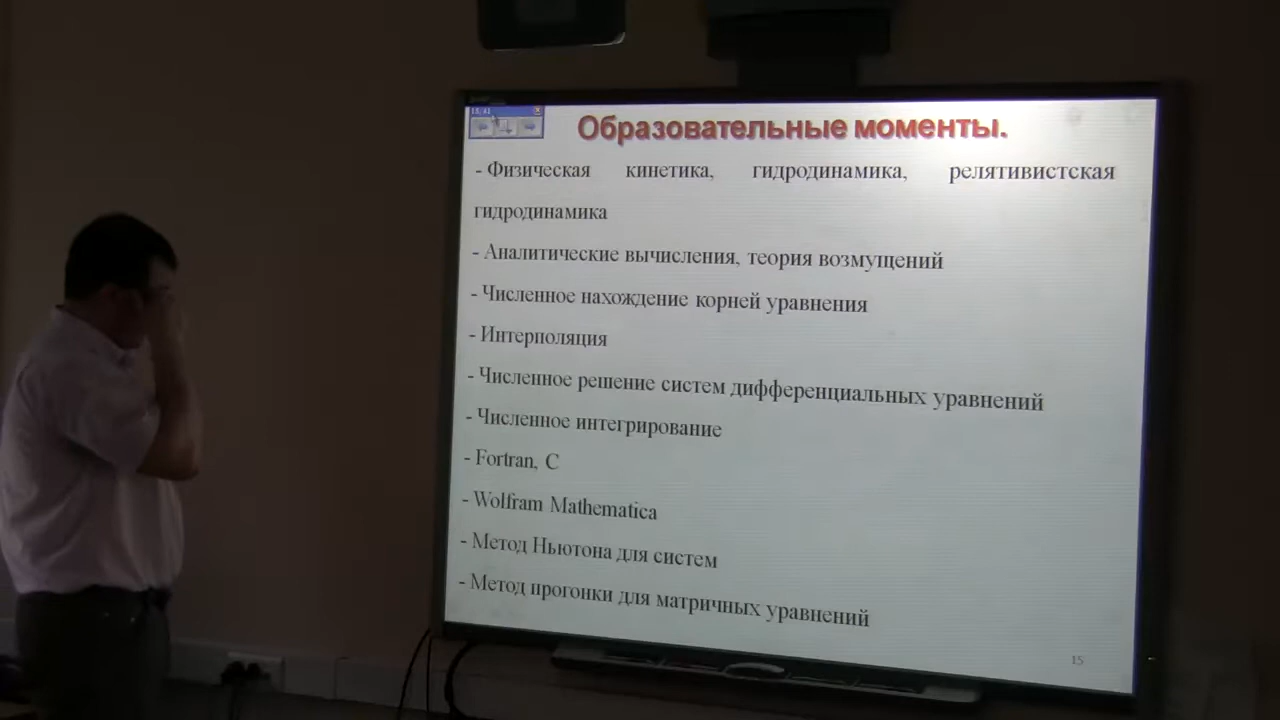 Образовательные моменты.
- Физическая кинетика, гидродинамика, релятивистская
гидродинамика
- Аналитические вычисления, теория возмущений
- Численное нахождение корней уравнения
- Интерполяция
- Численное решение систем дифференциальных уравнений
- Численное интегрирование
- Fortran, C
- Wolfram Mathematica
- Метод Ньютона для систем
- Метод прогонки для матричных уравнений
15